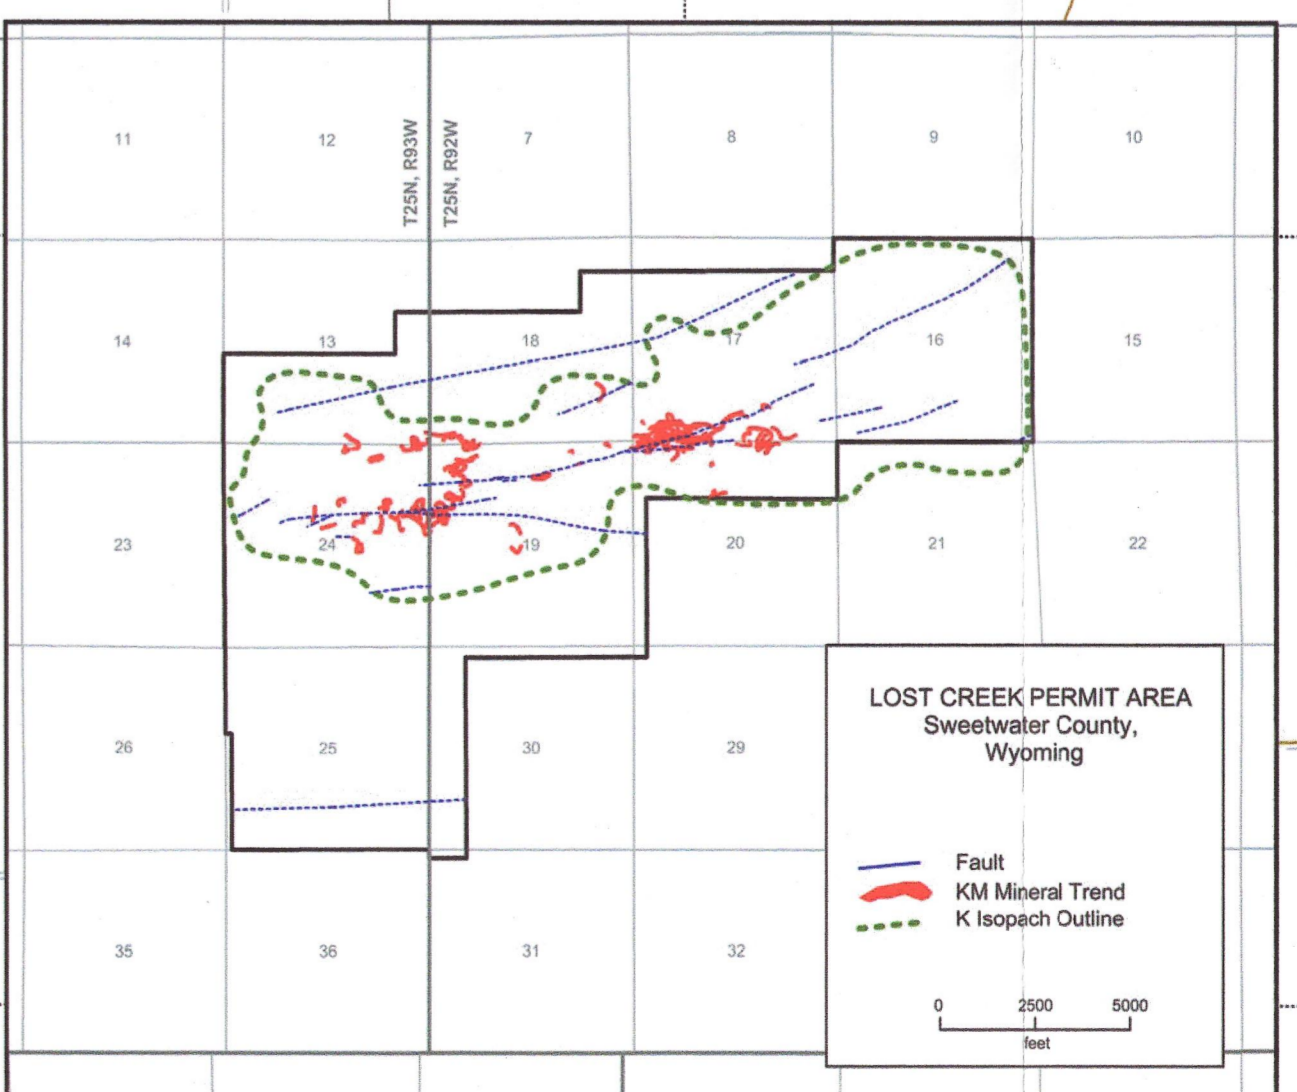 T25N, R93W
T25N, R92W
11
12
7
8
9
10
14
13
18
17
16
15
23
24
19
20
21
22
26
25
30
29
35
36
31
32
LOST CREEK PERMIT AREA
Sweetwater County,
Wyoming
Fault
KM Mineral Trend
K Isopach Outline
0 2500 5000
feet